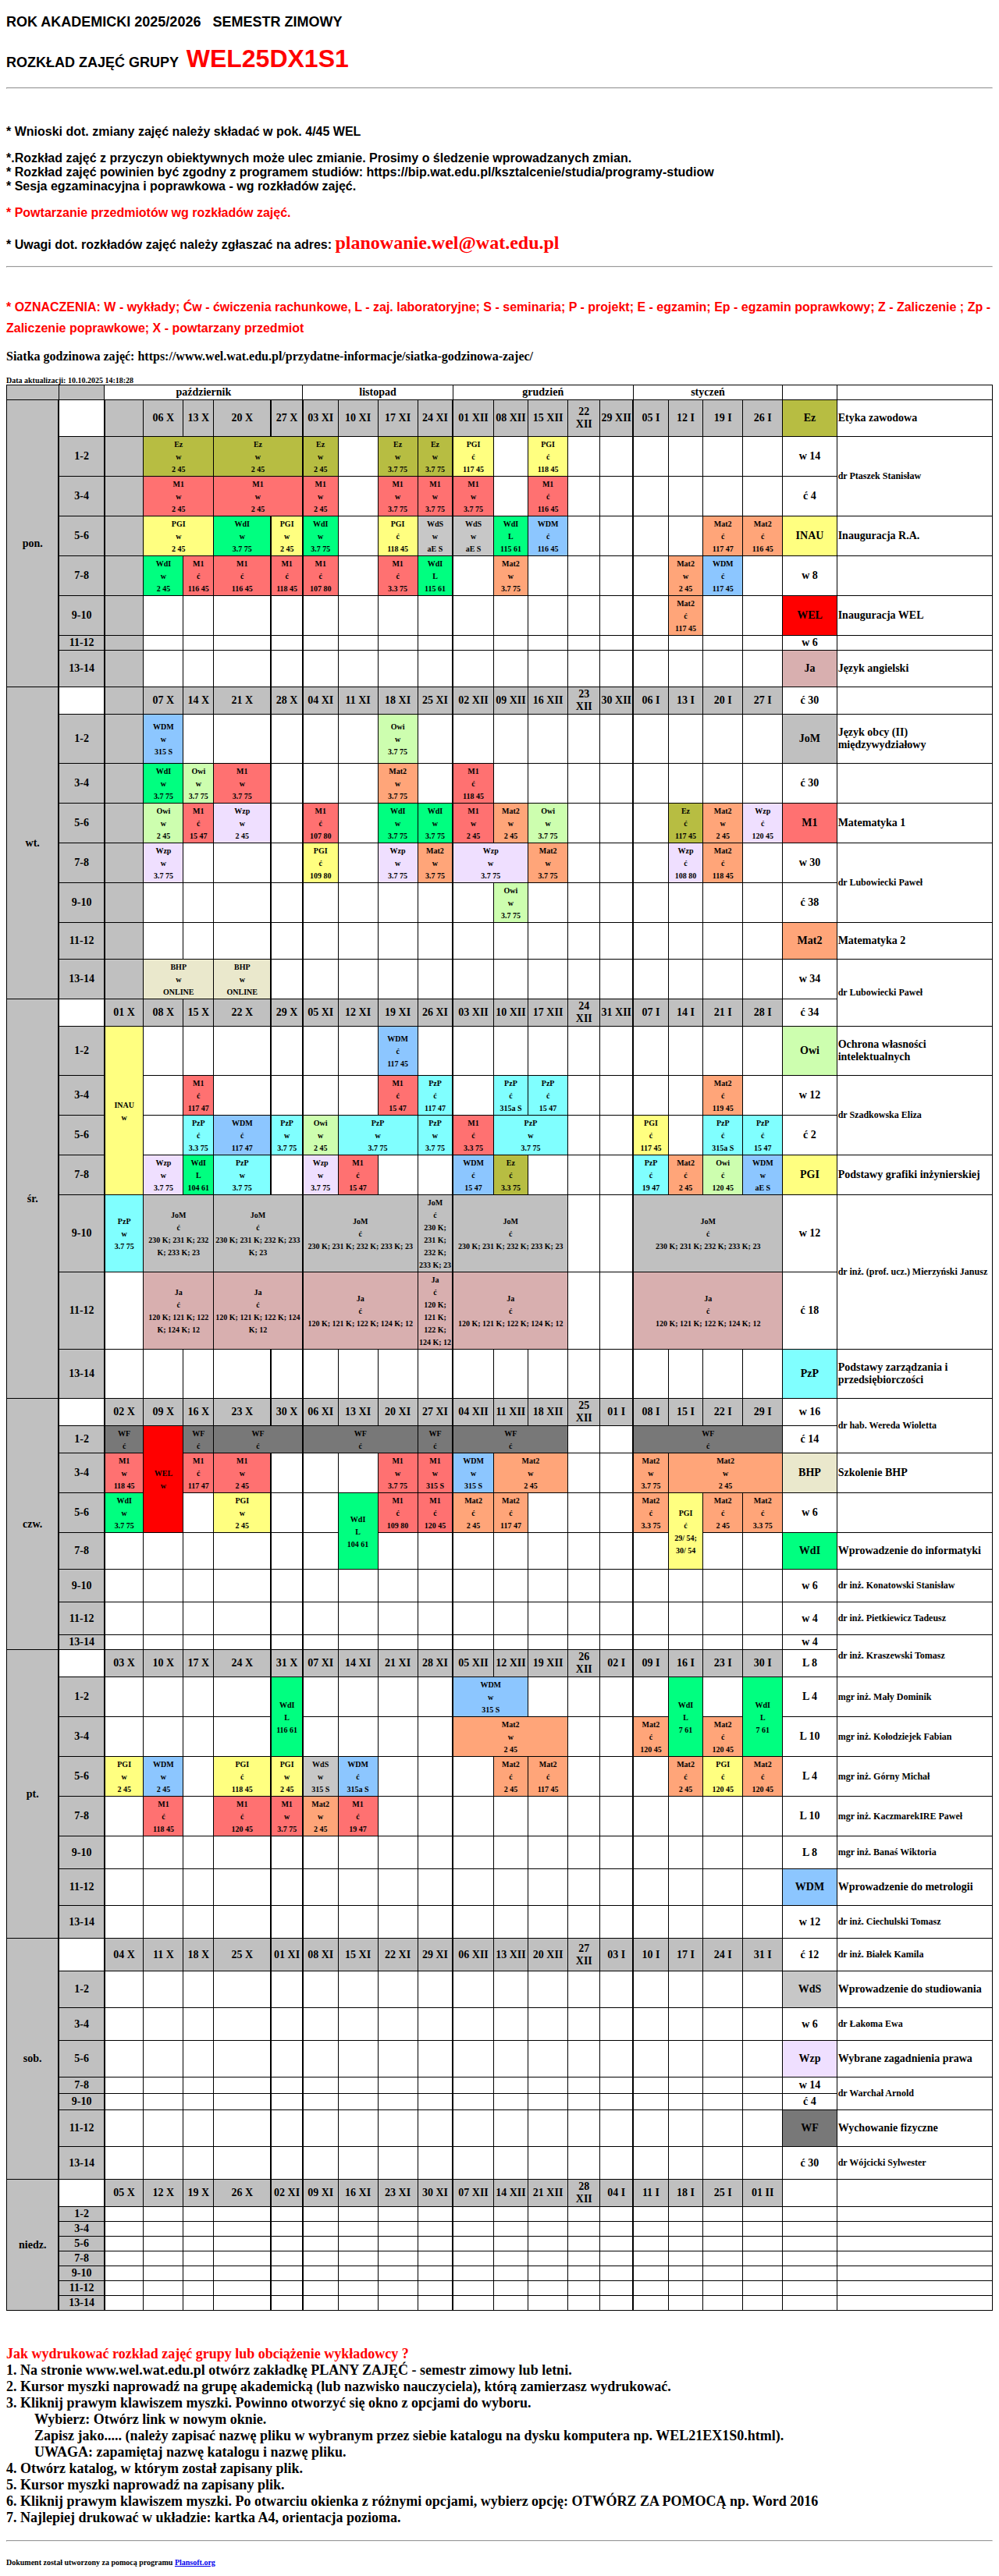 ROK AKADEMICKI 2025/2026   SEMESTR ZIMOWY
ROZKŁAD ZAJĘĆ GRUPY WEL25DX1S1
* Wnioski dot. zmiany zajęć należy składać w pok. 4/45 WEL
*.Rozkład zajęć z przyczyn obiektywnych może ulec zmianie. Prosimy o śledzenie wprowadzanych zmian.
* Rozkład zajęć powinien być zgodny z programem studiów: https://bip.wat.edu.pl/ksztalcenie/studia/programy-studiow
* Sesja egzaminacyjna i poprawkowa - wg rozkładów zajęć.
* Powtarzanie przedmiotów wg rozkładów zajęć.
* Uwagi dot. rozkładów zajęć należy zgłaszać na adres: planowanie.wel@wat.edu.pl
* OZNACZENIA: W - wykłady; Ćw - ćwiczenia rachunkowe, L - zaj. laboratoryjne; S - seminaria; P - projekt; E - egzamin; Ep - egzamin poprawkowy; Z - Zaliczenie ; Zp -
Zaliczenie poprawkowe; X - powtarzany przedmiot
Siatka godzinowa zajęć: https://www.wel.wat.edu.pl/przydatne-informacje/siatka-godzinowa-zajec/
Data aktualizacji: 10.10.2025 14:18:28
październik listopad grudzień styczeń
pon. 06 X 13 X 20 X 27 X 03 XI 10 XI 17 XI 24 XI 01 XII 08 XII 15 XII 22 XII 29 XII 05 I 12 I 19 I 26 I Ez Etyka zawodowa
1-2 Ez w 2 45 Ez w 2 45 Ez w 2 45 Ez w 3.7 75 Ez w 3.7 75 PGI ć 117 45 PGI ć 118 45 w 14 dr Ptaszek Stanisław
3-4 M1 w 2 45 M1 w 2 45 M1 w 2 45 M1 w 3.7 75 M1 w 3.7 75 M1 w 3.7 75 M1 ć 116 45 ć 4
5-6 PGI w 2 45 WdI w 3.7 75 PGI w 2 45 WdI w 3.7 75 PGI ć 118 45 WdS w aE S WdS w aE S WdI L 115 61 WDM ć 116 45 Mat2 ć 117 47 Mat2 ć 116 45 INAU Inauguracja R.A.
7-8 WdI w 2 45 M1 ć 116 45 M1 ć 116 45 M1 ć 118 45 M1 ć 107 80 M1 ć 3.3 75 WdI L 115 61 Mat2 w 3.7 75 Mat2 w 2 45 WDM ć 117 45 w 8
9-10 Mat2 ć 117 45 WEL Inauguracja WEL
11-12 w 6
13-14 Ja Język angielski
wt. 07 X 14 X 21 X 28 X 04 XI 11 XI 18 XI 25 XI 02 XII 09 XII 16 XII 23 XII 30 XII 06 I 13 I 20 I 27 I ć 30
1-2 WDM w 315 S Owi w 3.7 75 JoM Język obcy (II) międzywydziałowy
3-4 WdI w 3.7 75 Owi w 3.7 75 M1 w 3.7 75 Mat2 w 3.7 75 M1 ć 118 45 ć 30
5-6 Owi w 2 45 M1 ć 15 47 Wzp w 2 45 M1 ć 107 80 WdI w 3.7 75 WdI w 3.7 75 M1 w 2 45 Mat2 w 2 45 Owi w 3.7 75 Ez ć 117 45 Mat2 w 2 45 Wzp ć 120 45 M1 Matematyka 1
7-8 Wzp w 3.7 75 PGI ć 109 80 Wzp w 3.7 75 Mat2 w 3.7 75 Wzp w 3.7 75 Mat2 w 3.7 75 Wzp ć 108 80 Mat2 ć 118 45 w 30 dr Lubowiecki Paweł
9-10 Owi w 3.7 75 ć 38
11-12 Mat2 Matematyka 2
13-14 BHP w ONLINE BHP w ONLINE w 34 dr Lubowiecki Paweł
śr. 01 X 08 X 15 X 22 X 29 X 05 XI 12 XI 19 XI 26 XI 03 XII 10 XII 17 XII 24 XII 31 XII 07 I 14 I 21 I 28 I ć 34
1-2 INAU w WDM ć 117 45 Owi Ochrona własności intelektualnych
3-4 M1 ć 117 47 M1 ć 15 47 PzP ć 117 47 PzP ć 315a S PzP ć 15 47 Mat2 ć 119 45 w 12 dr Szadkowska Eliza
5-6 PzP ć 3.3 75 WDM ć 117 47 PzP w 3.7 75 Owi w 2 45 PzP w 3.7 75 PzP w 3.7 75 M1 ć 3.3 75 PzP w 3.7 75 PGI ć 117 45 PzP ć 315a S PzP ć 15 47 ć 2
7-8 Wzp w 3.7 75 WdI L 104 61 PzP w 3.7 75 Wzp w 3.7 75 M1 ć 15 47 WDM ć 15 47 Ez ć 3.3 75 PzP ć 19 47 Mat2 ć 2 45 Owi ć 120 45 WDM w aE S PGI Podstawy grafiki inżynierskiej
9-10 PzP w 3.7 75 JoM ć 230 K; 231 K; 232 K; 233 K; 23 JoM ć 230 K; 231 K; 232 K; 233 K; 23 JoM ć 230 K; 231 K; 232 K; 233 K; 23 JoM ć 230 K; 231 K; 232 K; 233 K; 23 JoM ć 230 K; 231 K; 232 K; 233 K; 23 JoM ć 230 K; 231 K; 232 K; 233 K; 23 w 12 dr inż. (prof. ucz.) Mierzyński Janusz
11-12 Ja ć 120 K; 121 K; 122 K; 124 K; 12 Ja ć 120 K; 121 K; 122 K; 124 K; 12 Ja ć 120 K; 121 K; 122 K; 124 K; 12 Ja ć 120 K; 121 K; 122 K; 124 K; 12 Ja ć 120 K; 121 K; 122 K; 124 K; 12 Ja ć 120 K; 121 K; 122 K; 124 K; 12 ć 18
13-14 PzP Podstawy zarządzania i przedsiębiorczości
czw. 02 X 09 X 16 X 23 X 30 X 06 XI 13 XI 20 XI 27 XI 04 XII 11 XII 18 XII 25 XII 01 I 08 I 15 I 22 I 29 I w 16 dr hab. Wereda Wioletta
1-2 WF ć WEL w WF ć WF ć WF ć WF ć WF ć WF ć ć 14
3-4 M1 w 118 45 M1 ć 117 47 M1 w 2 45 M1 w 3.7 75 M1 w 315 S WDM w 315 S Mat2 w 2 45 Mat2 w 3.7 75 Mat2 w 2 45 BHP Szkolenie BHP
5-6 WdI w 3.7 75 PGI w 2 45 WdI L 104 61 M1 ć 109 80 M1 ć 120 45 Mat2 ć 2 45 Mat2 ć 117 47 Mat2 ć 3.3 75 PGI ć 29/ 54; 30/ 54 Mat2 ć 2 45 Mat2 ć 3.3 75 w 6
7-8 WdI Wprowadzenie do informatyki
9-10 w 6 dr inż. Konatowski Stanisław
11-12 w 4 dr inż. Pietkiewicz Tadeusz
13-14 w 4 dr inż. Kraszewski Tomasz
pt. 03 X 10 X 17 X 24 X 31 X 07 XI 14 XI 21 XI 28 XI 05 XII 12 XII 19 XII 26 XII 02 I 09 I 16 I 23 I 30 I L 8
1-2 WdI L 116 61 WDM w 315 S WdI L 7 61 WdI L 7 61 L 4 mgr inż. Mały Dominik
3-4 Mat2 w 2 45 Mat2 ć 120 45 Mat2 ć 120 45 L 10 mgr inż. Kołodziejek Fabian
5-6 PGI w 2 45 WDM w 2 45 PGI ć 118 45 PGI w 2 45 WdS w 315 S WDM ć 315a S Mat2 ć 2 45 Mat2 ć 117 45 Mat2 ć 2 45 PGI ć 120 45 Mat2 ć 120 45 L 4 mgr inż. Górny Michał
7-8 M1 ć 118 45 M1 ć 120 45 M1 w 3.7 75 Mat2 w 2 45 M1 ć 19 47 L 10 mgr inż. KaczmarekIRE Paweł
9-10 L 8 mgr inż. Banaś Wiktoria
11-12 WDM Wprowadzenie do metrologii
13-14 w 12 dr inż. Ciechulski Tomasz
sob. 04 X 11 X 18 X 25 X 01 XI 08 XI 15 XI 22 XI 29 XI 06 XII 13 XII 20 XII 27 XII 03 I 10 I 17 I 24 I 31 I ć 12 dr inż. Białek Kamila
1-2 WdS Wprowadzenie do studiowania
3-4 w 6 dr Łakoma Ewa
5-6 Wzp Wybrane zagadnienia prawa
7-8 w 14 dr Warchał Arnold
9-10 ć 4
11-12 WF Wychowanie fizyczne
13-14 ć 30 dr Wójcicki Sylwester
niedz. 05 X 12 X 19 X 26 X 02 XI 09 XI 16 XI 23 XI 30 XI 07 XII 14 XII 21 XII 28 XII 04 I 11 I 18 I 25 I 01 II
1-2
3-4
5-6
7-8
9-10
11-12
13-14
Jak wydrukować rozkład zajęć grupy lub obciążenie wykładowcy ?
1. Na stronie www.wel.wat.edu.pl otwórz zakładkę PLANY ZAJĘĆ - semestr zimowy lub letni.
2. Kursor myszki naprowadź na grupę akademicką (lub nazwisko nauczyciela), którą zamierzasz wydrukować.
3. Kliknij prawym klawiszem myszki. Powinno otworzyć się okno z opcjami do wyboru.
Wybierz: Otwórz link w nowym oknie.
Zapisz jako..... (należy zapisać nazwę pliku w wybranym przez siebie katalogu na dysku komputera np. WEL21EX1S0.html).
UWAGA: zapamiętaj nazwę katalogu i nazwę pliku.
4. Otwórz katalog, w którym został zapisany plik.
5. Kursor myszki naprowadź na zapisany plik.
6. Kliknij prawym klawiszem myszki. Po otwarciu okienka z różnymi opcjami, wybierz opcję: OTWÓRZ ZA POMOCĄ np. Word 2016
7. Najlepiej drukować w układzie: kartka A4, orientacja pozioma.
Dokument został utworzony za pomocą programu Plansoft.org